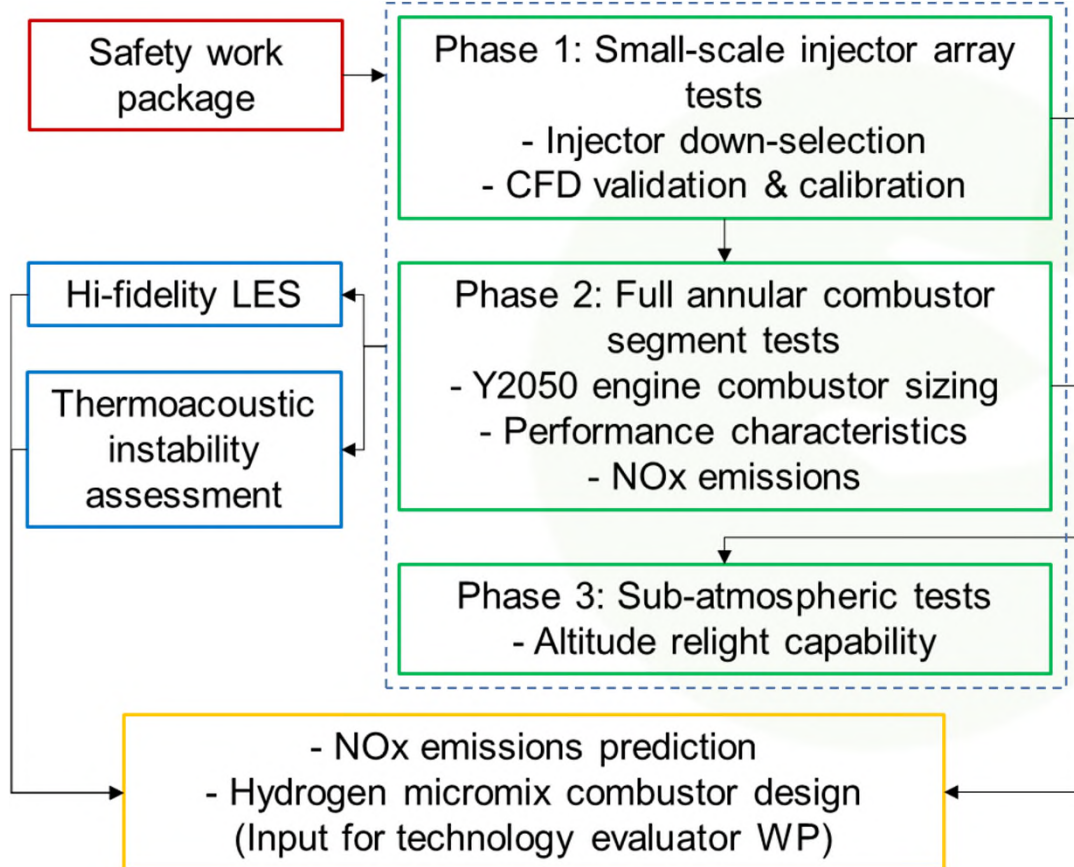 Safety work
package
Phase 1: Small-scale injector array
tests
- Injector down-selection
- CFD validation & calibration
Hi-fidelity LES
Thermoacoustic
instability
assessment
Phase 2: Full annular combustor
segment tests
- Y2050 engine combustor sizing
- Performance characteristics
- NOx emissions
Phase 3: Sub-atmospheric tests
- Altitude relight capability
- NOx emissions prediction
- Hydrogen micromix combustor design
(Input for technology evaluator WP)